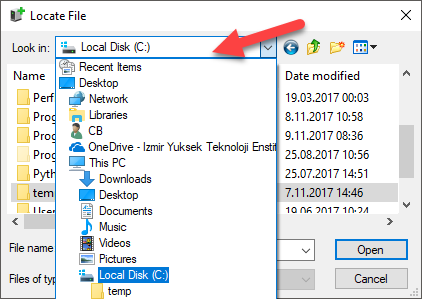 Locate File
Look in:
Local Disk (C:)
Name
Date modified
Recent Items
Desktop
Network
Libraries
CB
OneDrive - Izmir Yuksek Teknoloji Enstit
This PC
Downloads
Desktop
Documents
Music
Videos
Pictures
Local Disk (C:)
temp
Perf
19.03.2017 00:03
Prog
8.11.2017 10:58
Prog
9.11.2017 08:36
Prog
25.08.2017 10:56
Pyth
25.07.2017 14:51
tem
7.11.2017 14:46
User
19.06.2017 10:24
File name
Open
Files of typ
Cancel